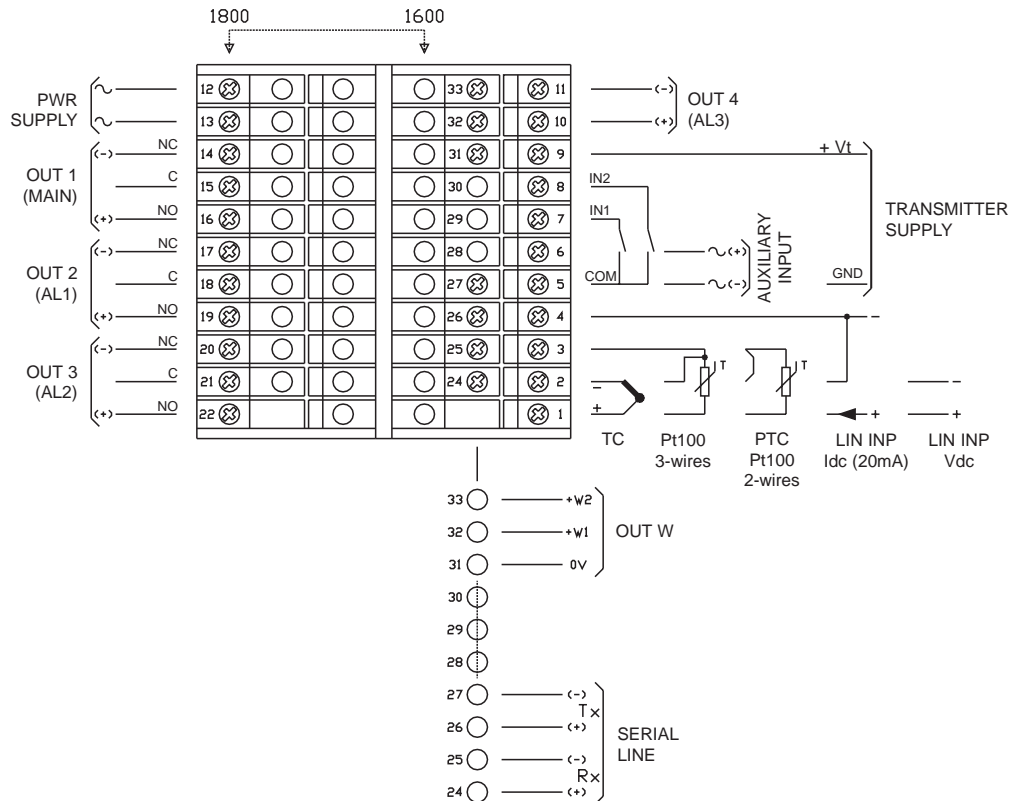 1800 1600
PWR
SUPPLY
OUT 1
(MAIN)
OUT 2
(AL1)
OUT 3
(AL2)
(-) NC
C
(+) NO
(-) NC
C
(+) NO
(-) NC
C
(+) NO
12 33 11
13 32 10
14 31 9
15 30 8
16 29 7
17 28 6
18 27 5
19 26 4
20 25 3
21 24 2
22 1
(-)
(+)
OUT 4
(AL3)
+ Vt
IN2
IN1
COM
(+)
(-)
AUXILIARY
INPUT
GND
TRANSMITTER
SUPPLY
−
T T
− −
+ + +
TC
Pt100
3-wires
PTC
Pt100
2-wires
LIN INP
Idc (20mA)
LIN INP
Vdc
33 +W2
32 +W1
31 0V
OUT W
30
29
28
27 (-)
Tx
26 (+)
25 (-)
Rx
24 (+)
SERIAL
LINE